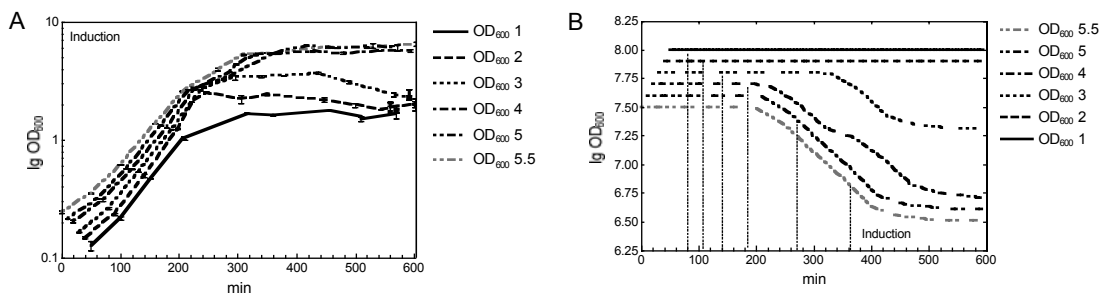 A
Induction
lg OD600
10
1
0.1
0
100
200
300
400
500
600
min
OD600 1
OD600 2
OD600 3
OD600 4
OD600 5
OD600 5.5
B
lg OD600
8.25
8.00
7.75
7.50
7.25
7.00
6.75
6.50
6.25
0
100
200
300
400
500
600
min
Induction
OD600 5.5
OD600 5
OD600 4
OD600 3
OD600 2
OD600 1